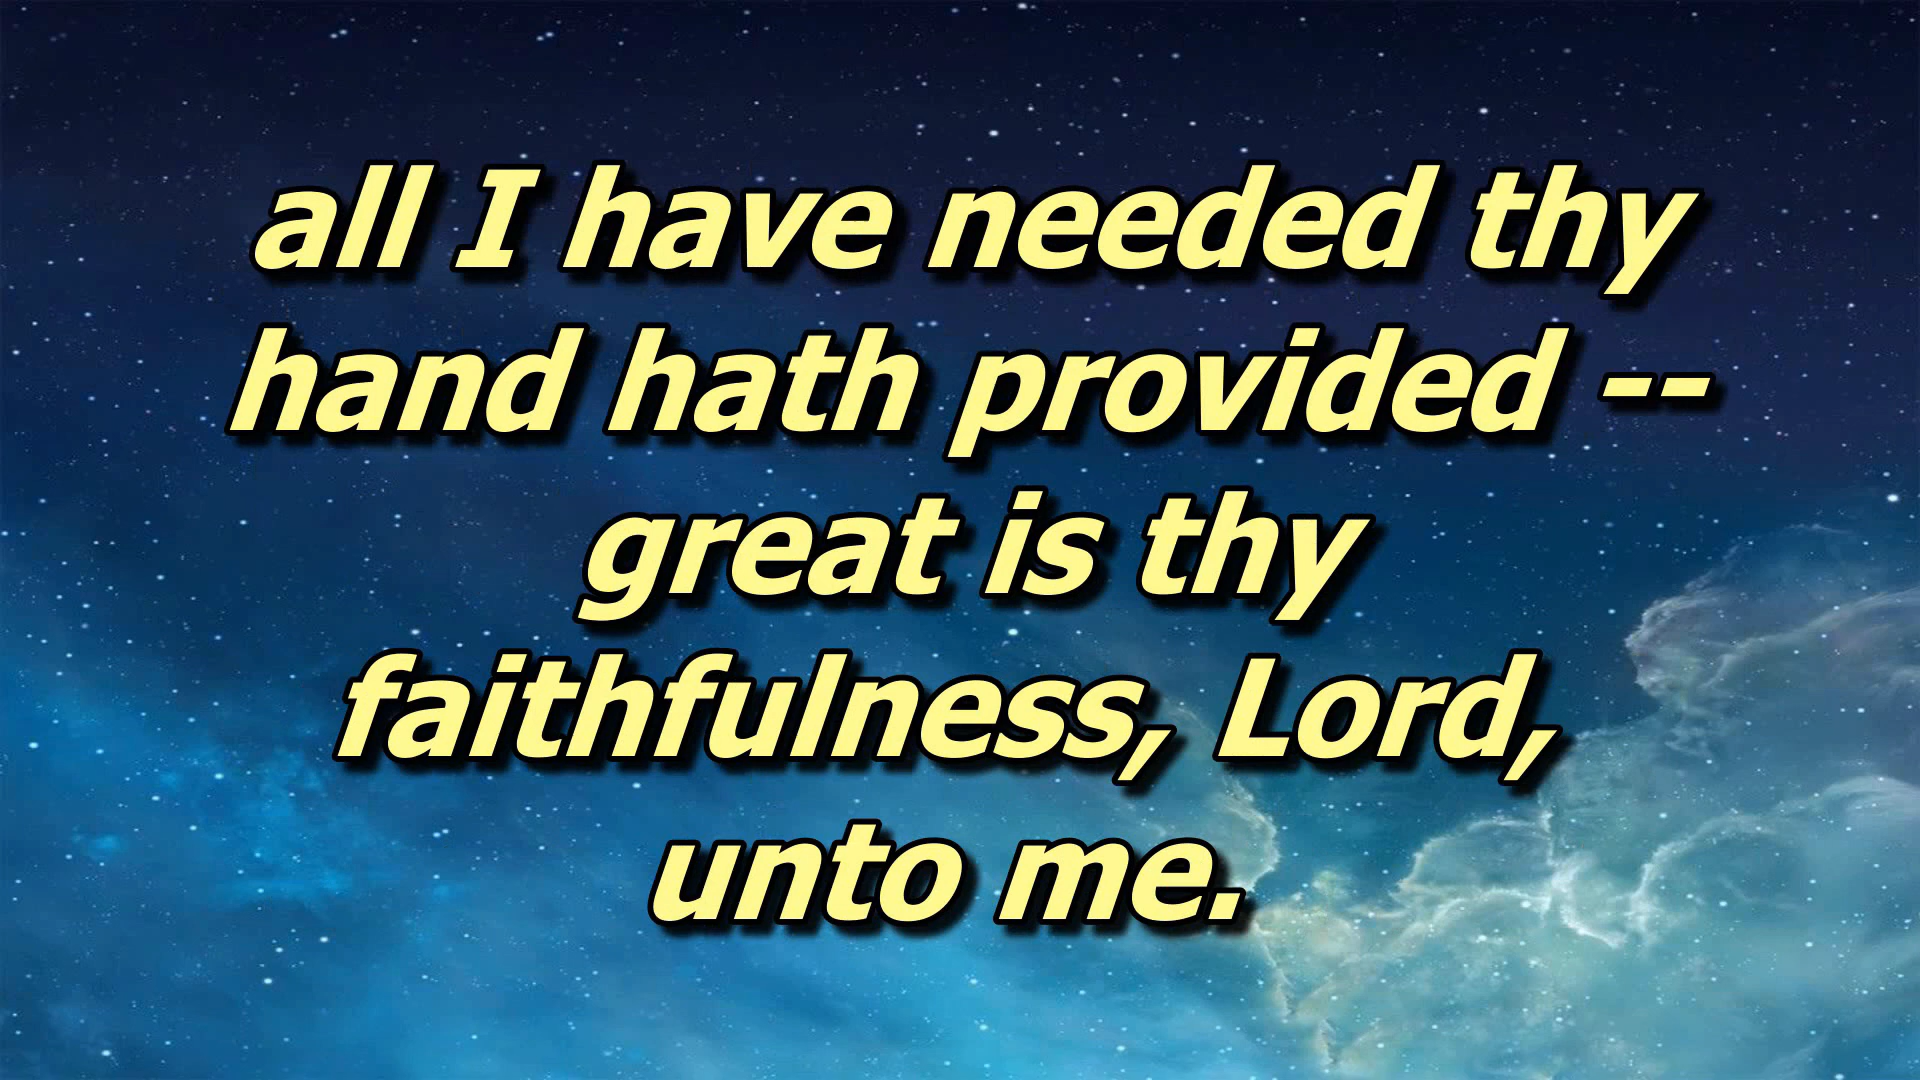 all I have needed thy
hand hath provided --
great is thy
faithfulness, Lord,
unto me.